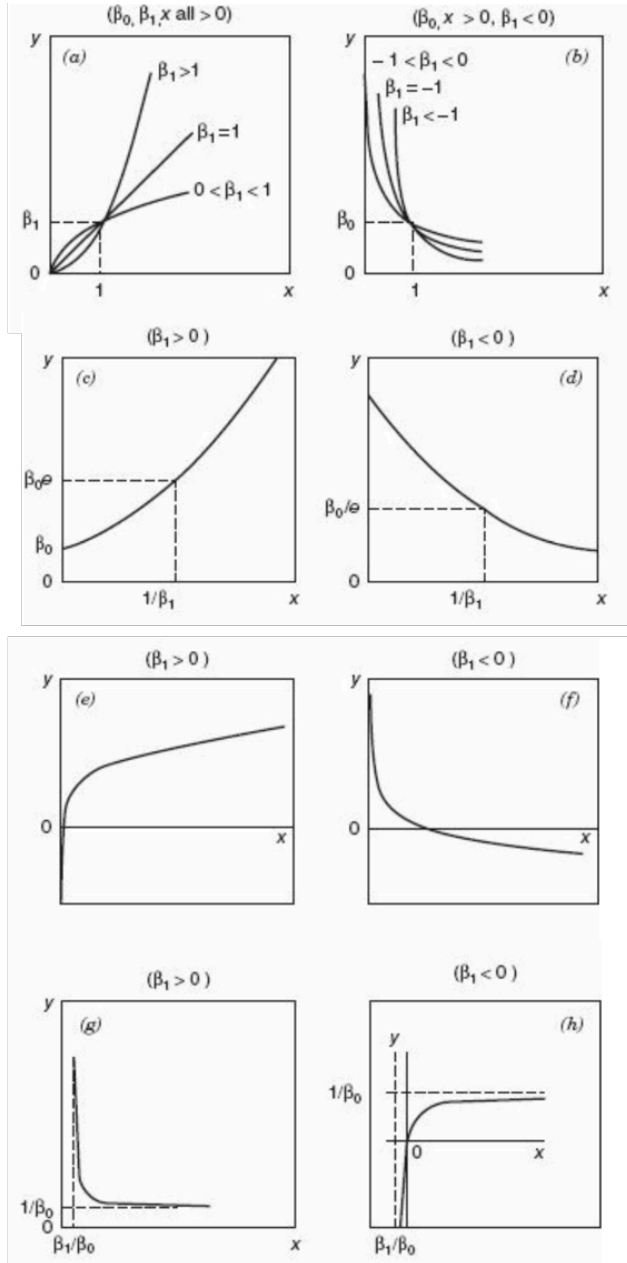 (β₀, β₁, x all > 0)
y
(a)
β₁>1
β₁=1
0 < β₁ < 1
β₁
0
1
x
(β₀, x > 0, β₁ < 0)
y
(b)
− 1 < β₁ < 0
β₁ = −1
β₁ < −1
β₀
0
1
x
(β₁ > 0 )
y
(c)
β₀e
β₀
0
1/β₁
x
(β₁ < 0 )
y
(d)
β₀/e
0
1/β₁
x
(β₁ > 0 )
y
(e)
0
x
(β₁ < 0 )
y
(f)
0
x
(β₁ > 0 )
y
(g)
1/β₀
0
β₁/β₀
x
(β₁ < 0 )
(h)
y
1/β₀
0
x
β₁/β₀